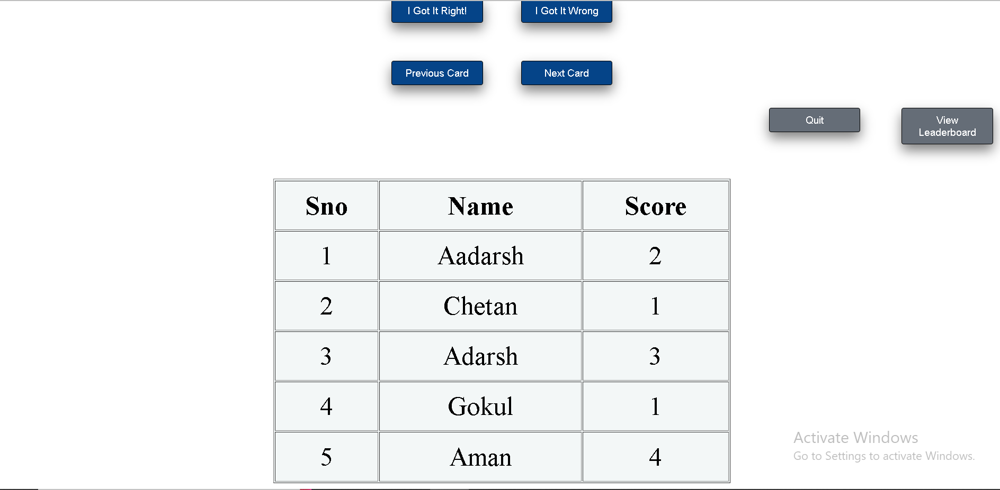 I Got It Right! I Got It Wrong
Previous Card Next Card
Quit
View
Leaderboard
Sno Name Score
1 Aadarsh 2
2 Chetan 1
3 Adarsh 3
4 Gokul 1
5 Aman 4
Activate Windows
Go to Settings to activate Windows.